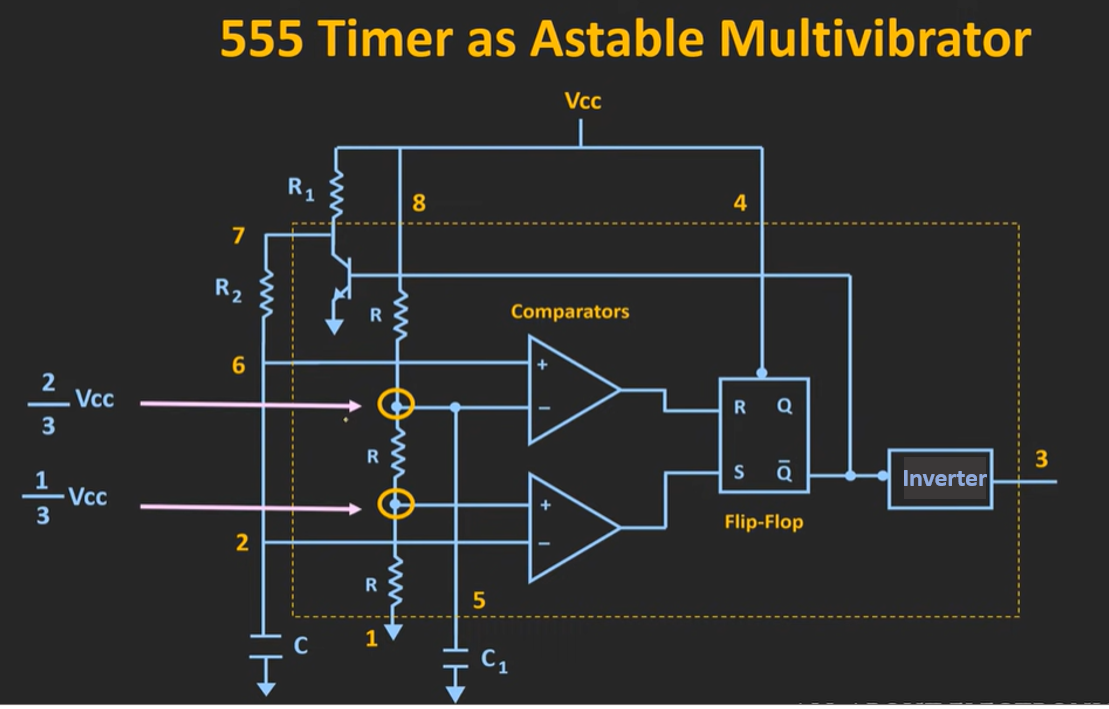 555 Timer as Astable Multivibrator
Vcc
R1
8
4
7
R2
R
Comparators
6
+
2/3 Vcc
−
R Q
R
1/3 Vcc
S Q̄
Inverter
3
+
Flip-Flop
2
−
R
5
1
C
C1